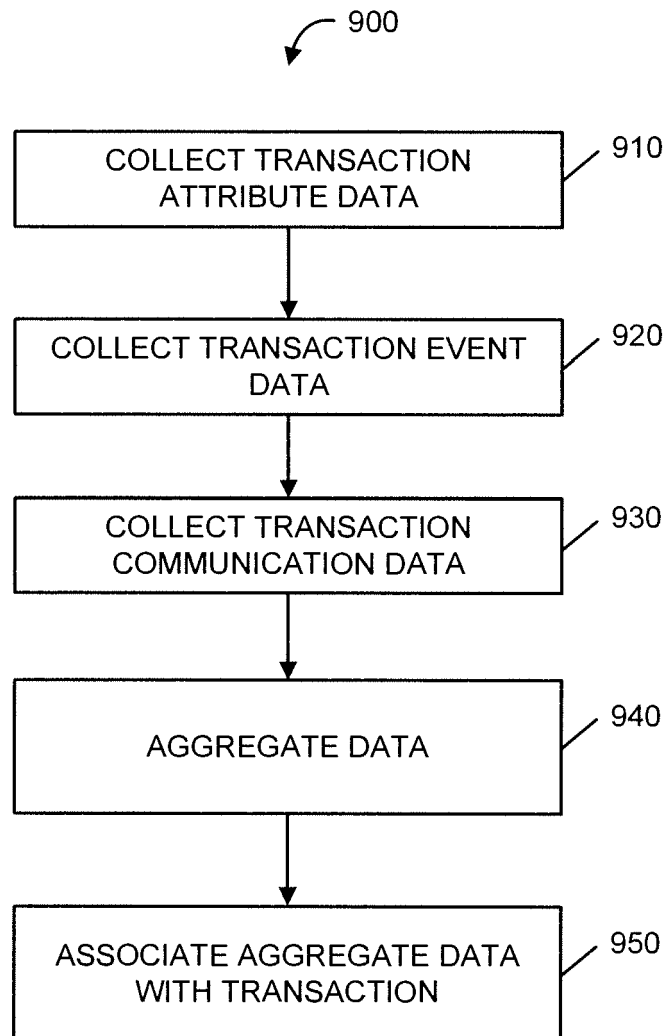 900
COLLECT TRANSACTION
ATTRIBUTE DATA
910
COLLECT TRANSACTION EVENT
DATA
920
COLLECT TRANSACTION
COMMUNICATION DATA
930
AGGREGATE DATA
940
ASSOCIATE AGGREGATE DATA
WITH TRANSACTION
950